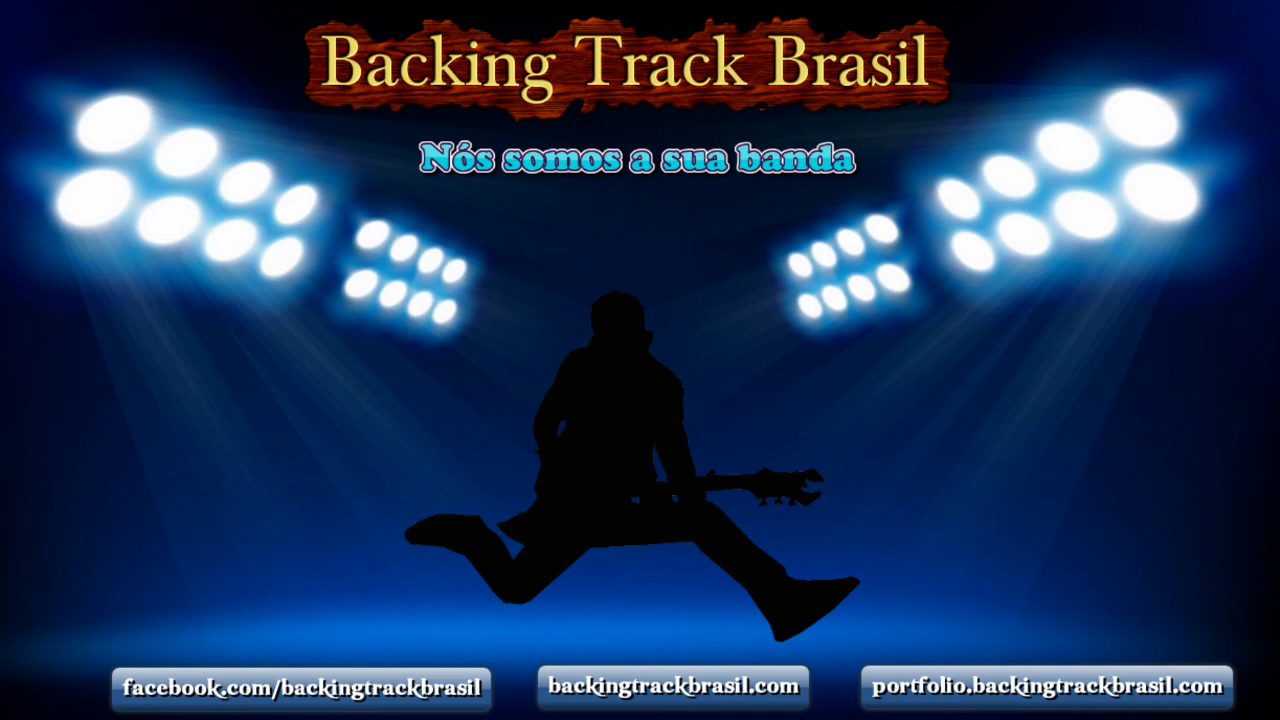 Backing Track Brasil
Nós somos a sua banda
facebook.com/backingtrackbrasil
backingtrackbrasil.com
portfolio.backingtrackbrasil.com